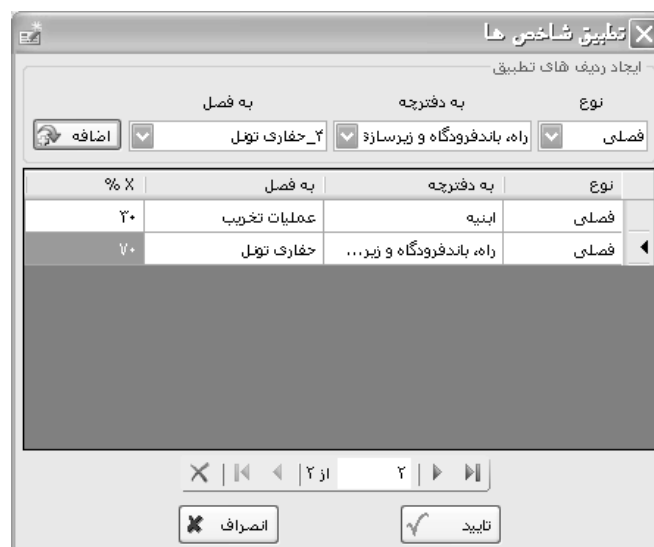 تطبیق شاخص ها
ایجاد ردیف های تطبیق
نوع به دفترچه به فصل
فصلی راه، باندفرودگاه و زیرسازی ۴_حفاری تونل اضافه
نوع به دفترچه به فصل % X
فصلی ابنیه عملیات تخریب ۳۰
فصلی راه، باندفرودگاه و زیر... حفاری تونل ۷۰
۲ از ۲
تایید انصراف